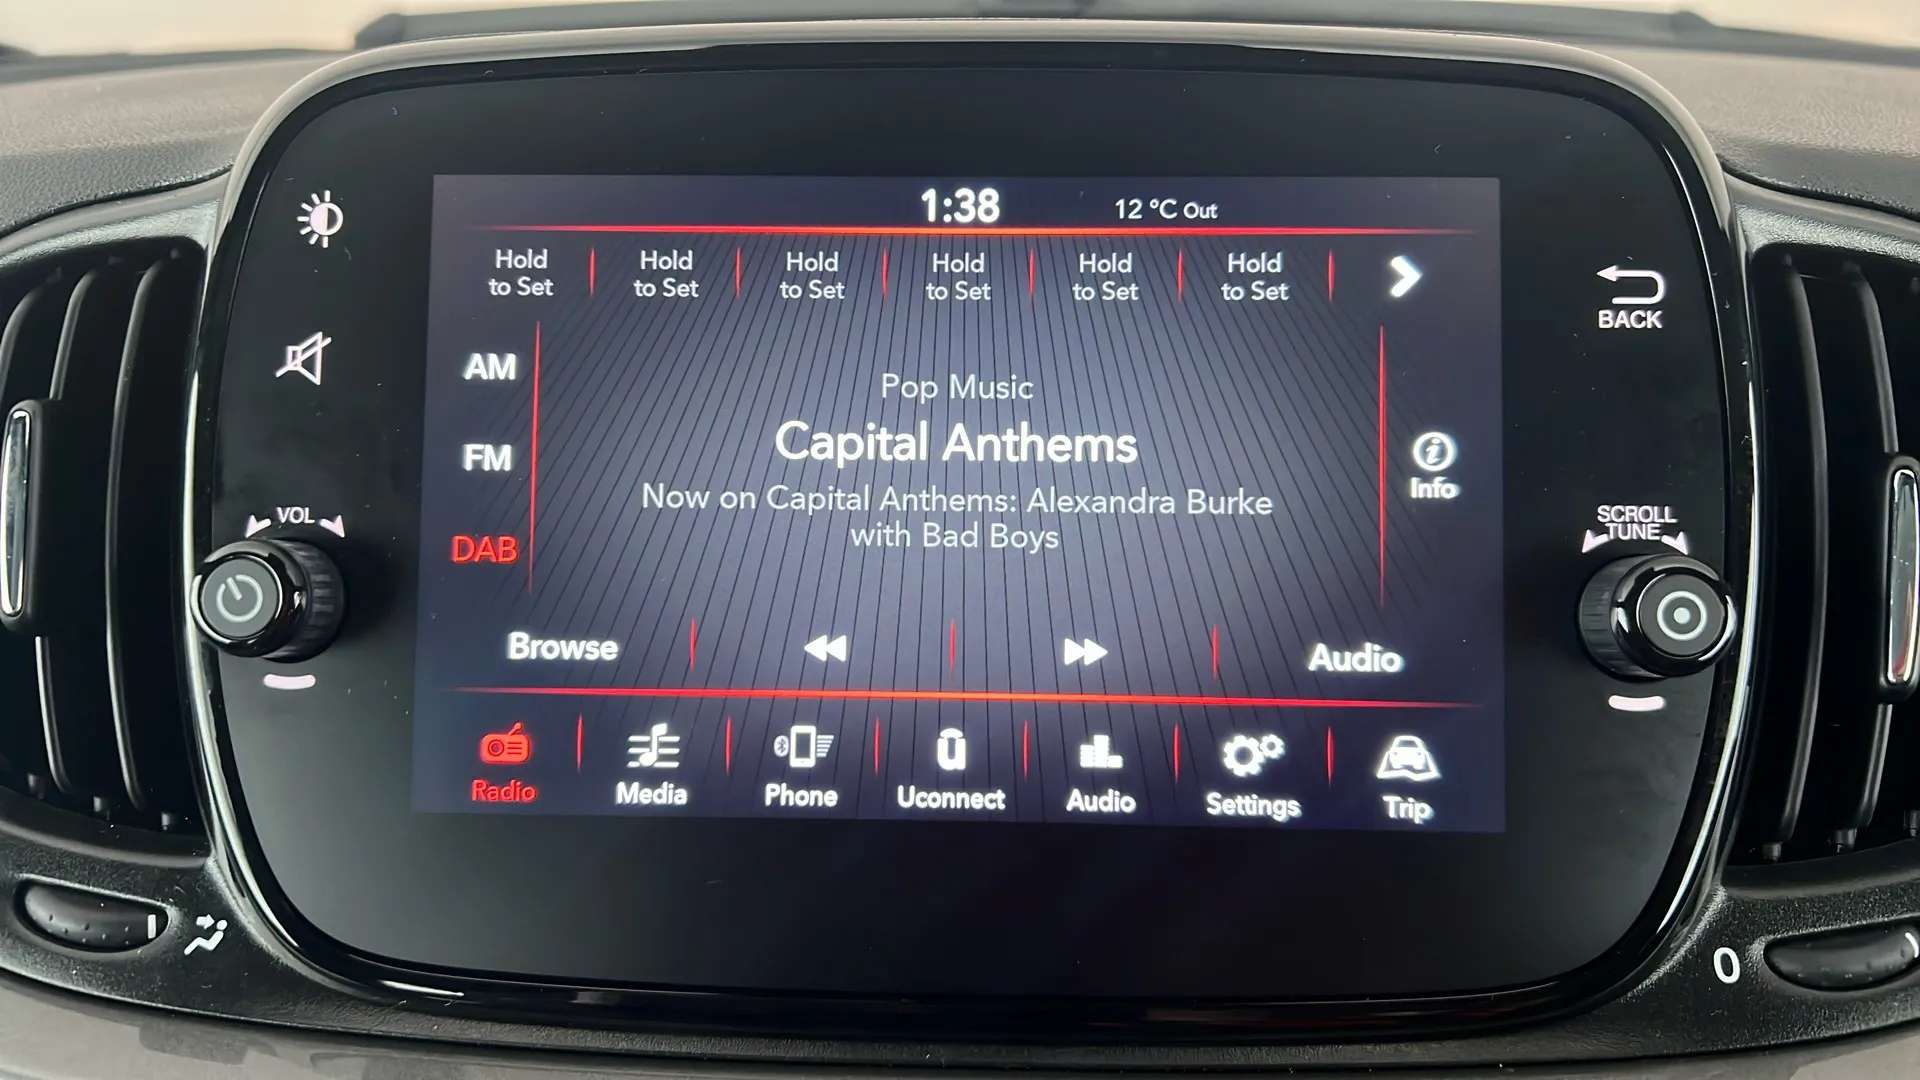 1:38 12 °C Out
Hold to Set
Hold to Set
Hold to Set
Hold to Set
Hold to Set
Hold to Set
BACK
AM
Pop Music
Capital Anthems
FM
Info
Now on Capital Anthems: Alexandra Burke
with Bad Boys
DAB
VOL
SCROLL
TUNE
Browse
Audio
Radio
Media
Phone
Uconnect
Audio
Settings
Trip
0